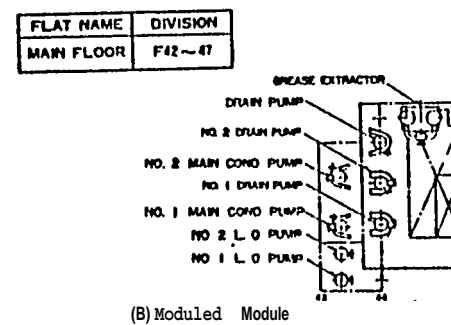 FLAT NAME DIVISION
MAIN FLOOR F42~47
GREASE EXTRACTOR
DRAIN PUMP
NO. 2 DRAIN PUMP
NO. 2 MAIN COND PUMP
NO. 1 DRAIN PUMP
NO. 1 MAIN COND PUMP
NO 2 L. O PUMP
NO 1 L. O PUMP
44
(B) Moduled Module